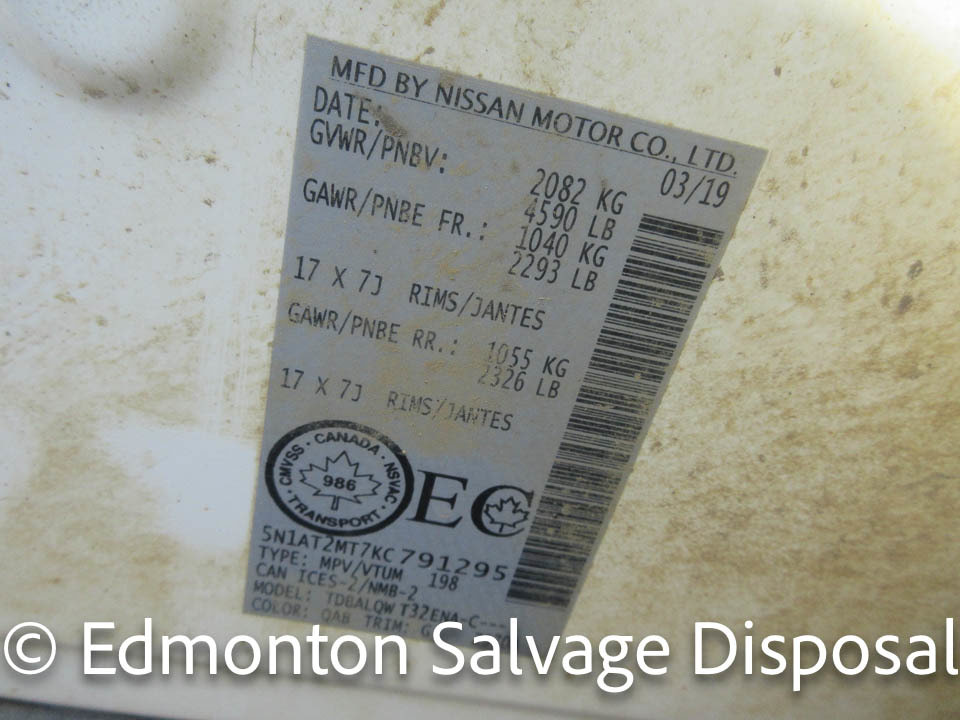 MFD BY NISSAN MOTOR CO., LTD.
DATE: 03/19
GVWR/PNBV: 2082 KG
4590 LB
GAWR/PNBE FR.: 1040 KG
2293 LB
17 X 7J RIMS/JANTES
GAWR/PNBE RR.: 1055 KG
2326 LB
17 X 7J RIMS/JANTES
CMVSS · CANADA · NSVAC · TRANSPORT
986
EC
5N1AT2MT7KC791295
TYPE: MPV/VTUM 198
CAN ICES-2/NMB-2
MODEL: TDBALQW T32ENA-C---
COLOR: QAB TRIM:
© Edmonton Salvage Disposal